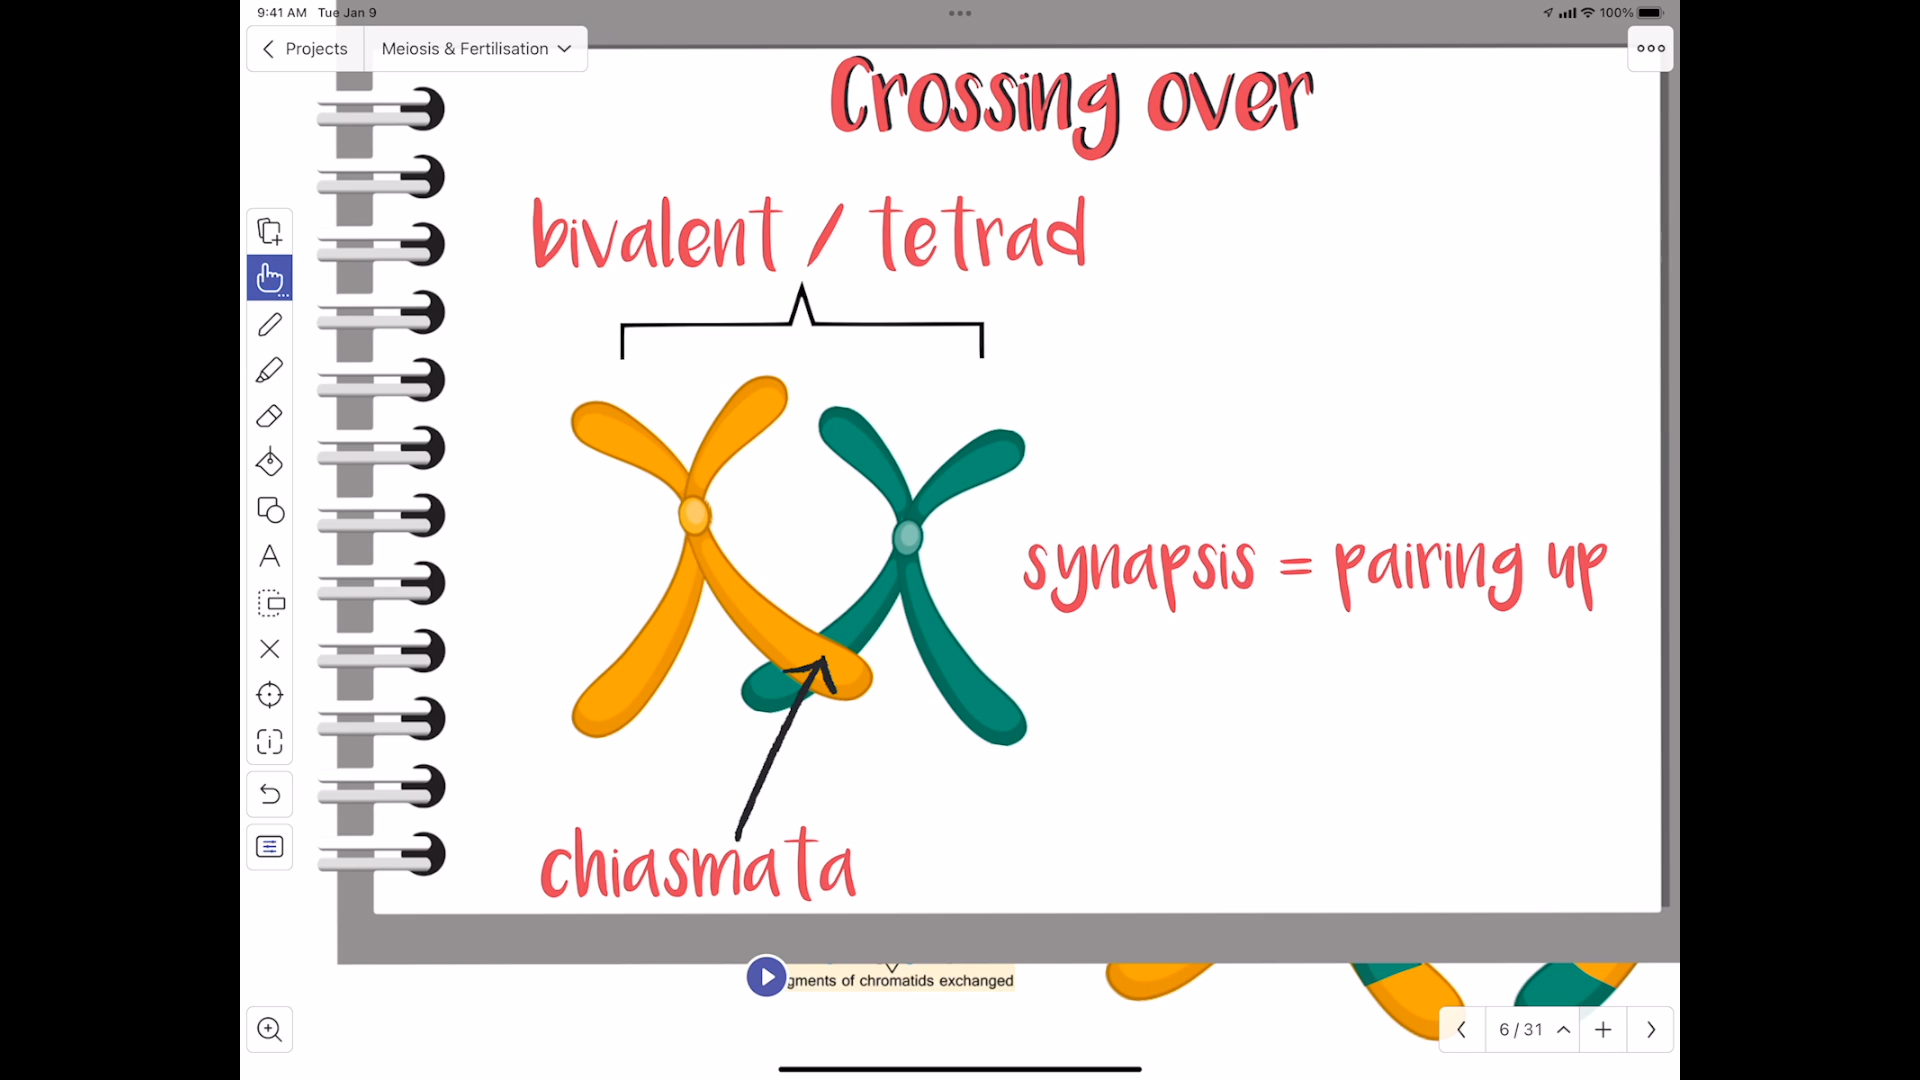 9:41 AM Tue Jan 9
100%
Projects
Meiosis & Fertilisation
Crossing over
bivalent / tetrad
synapsis = pairing up
chiasmata
gments of chromatids exchanged
6 / 31